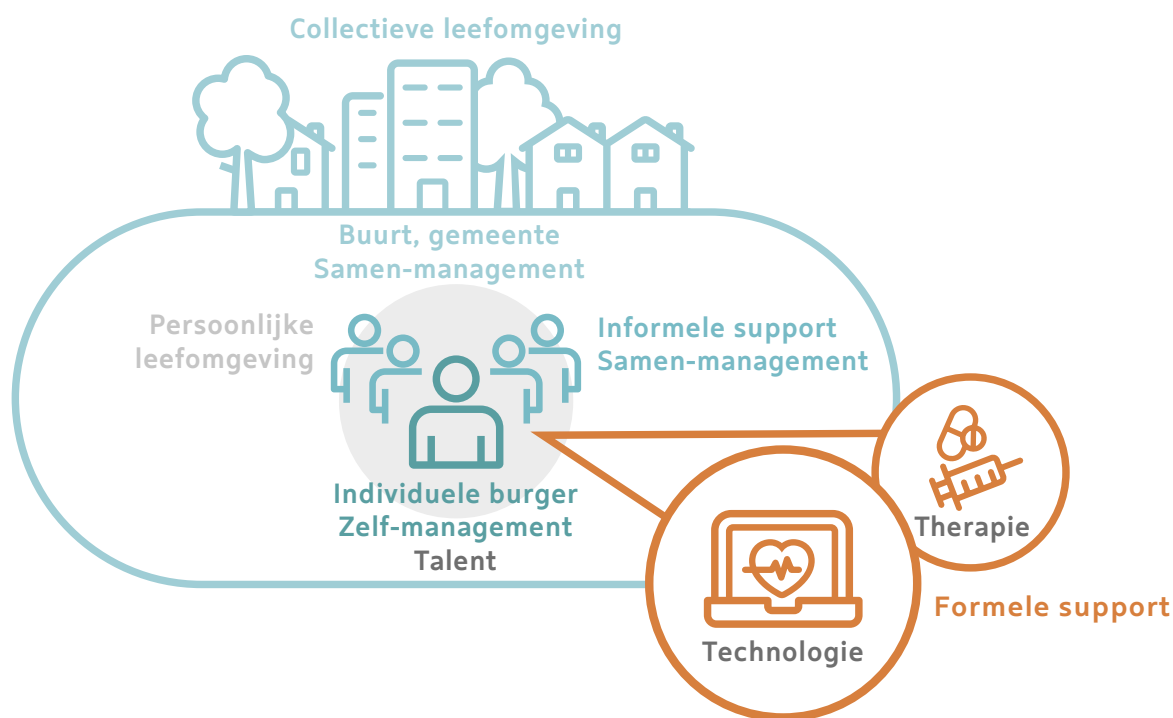 Collectieve leefomgeving
Buurt, gemeente
Samen-management
Persoonlijke
leefomgeving
Informele support
Samen-management
Individuele burger
Zelf-management
Talent
Therapie
Technologie
Formele support